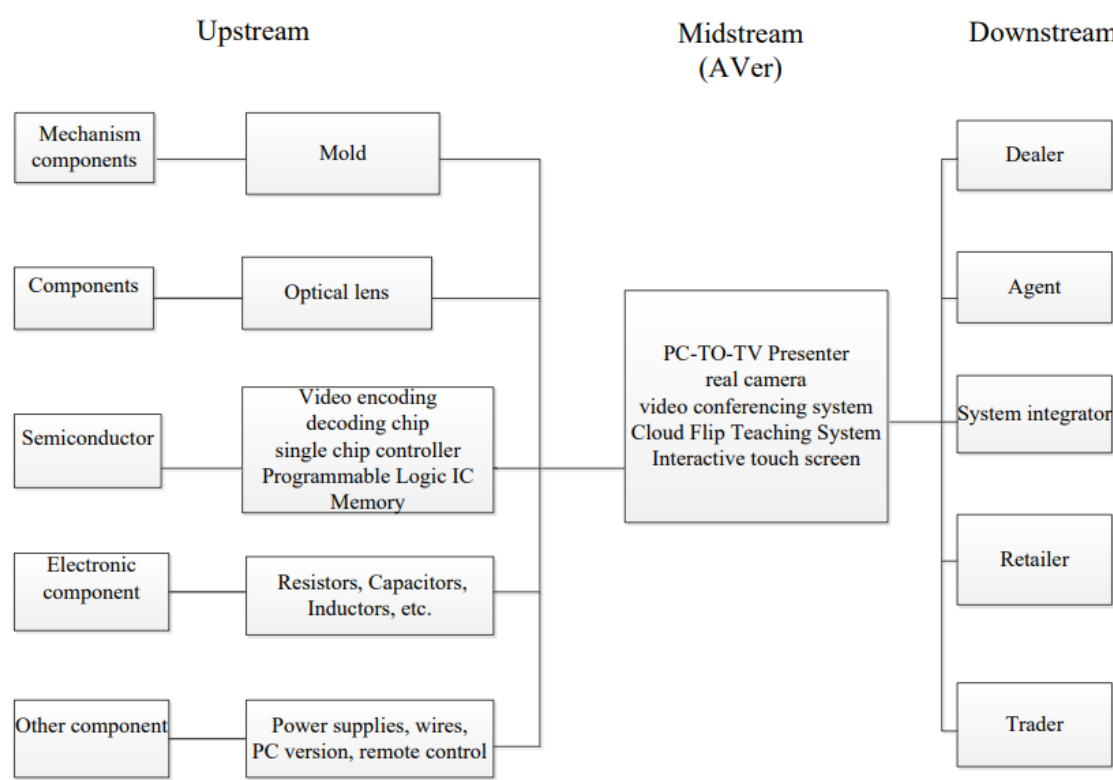 Upstream
Midstream
(AVer)
Downstream
Mechanism
components
Mold
Components
Optical lens
Semiconductor
Video encoding
decoding chip
single chip controller
Programmable Logic IC
Memory
Electronic
component
Resistors, Capacitors,
Inductors, etc.
Other component
Power supplies, wires,
PC version, remote control
PC-TO-TV Presenter
real camera
video conferencing system
Cloud Flip Teaching System
Interactive touch screen
Dealer
Agent
System integrator
Retailer
Trader